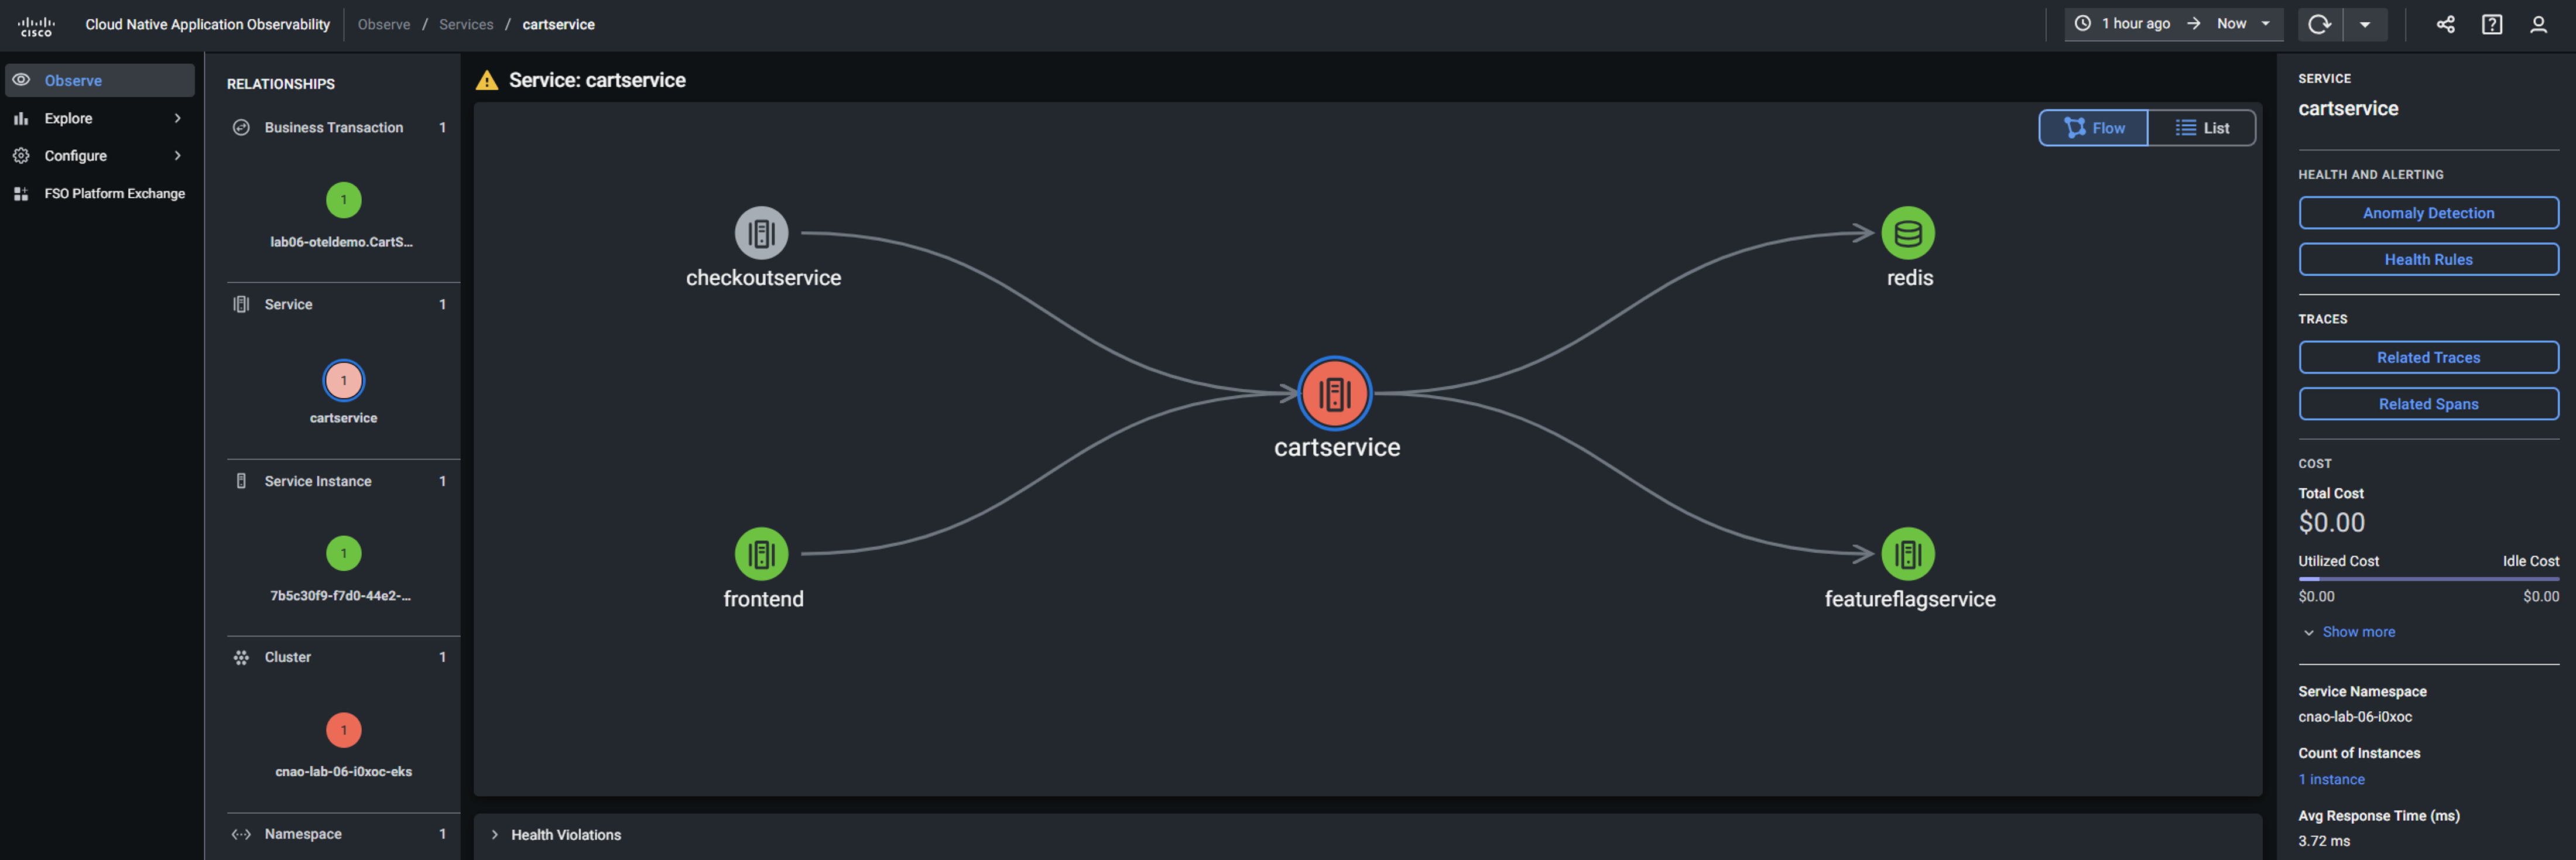 cisco
Cloud Native Application Observability
Observe / Services / cartservice
1 hour ago → Now
Observe
Explore
Configure
FSO Platform Exchange
RELATIONSHIPS
Business Transaction 1
1
lab06-oteldemo.CartS...
Service 1
1
cartservice
Service Instance 1
1
7b5c30f9-f7d0-44e2-...
Cluster 1
1
cnao-lab-06-i0xoc-eks
Namespace 1
Service: cartservice
Flow
List
checkoutservice
redis
cartservice
frontend
featureflagservice
Health Violations
SERVICE
cartservice
HEALTH AND ALERTING
Anomaly Detection
Health Rules
TRACES
Related Traces
Related Spans
COST
Total Cost
$0.00
Utilized Cost Idle Cost
$0.00 $0.00
Show more
Service Namespace
cnao-lab-06-i0xoc
Count of Instances
1 instance
Avg Response Time (ms)
3.72 ms